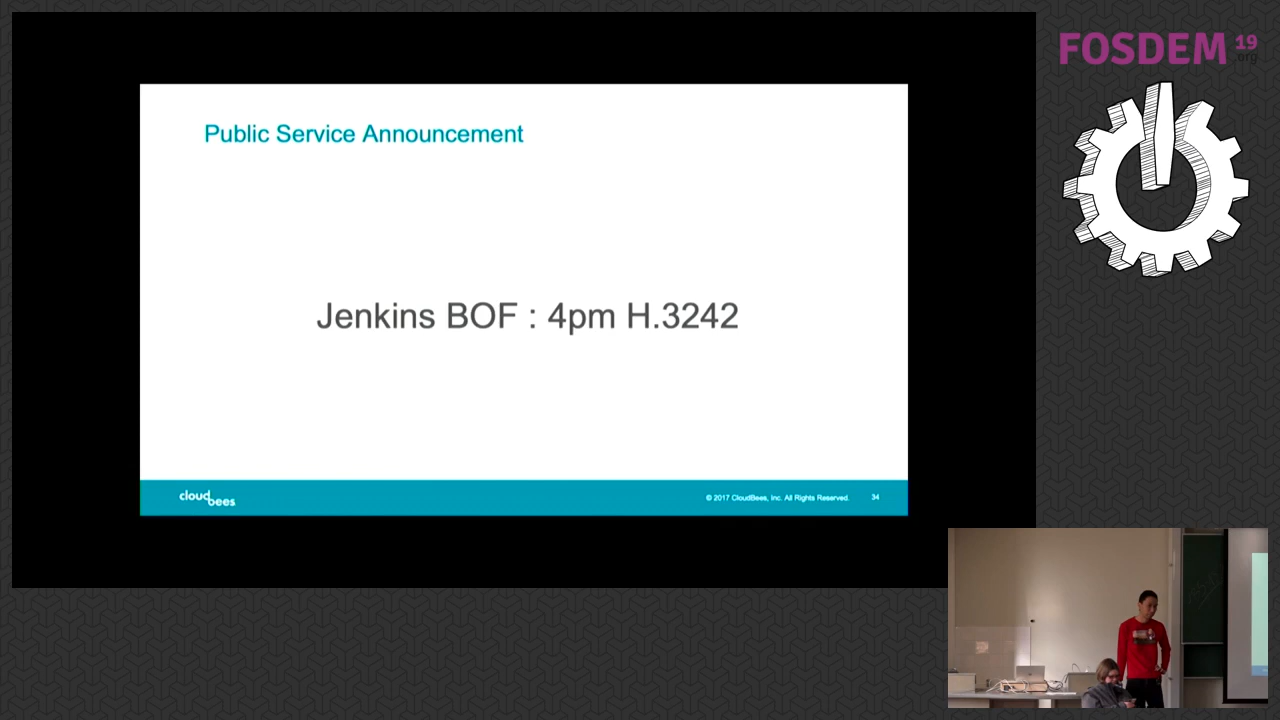 Public Service Announcement
Jenkins BOF : 4pm H.3242
cloudbees
© 2017 CloudBees, Inc. All Rights Reserved.
34
FOSDEM 19
.org